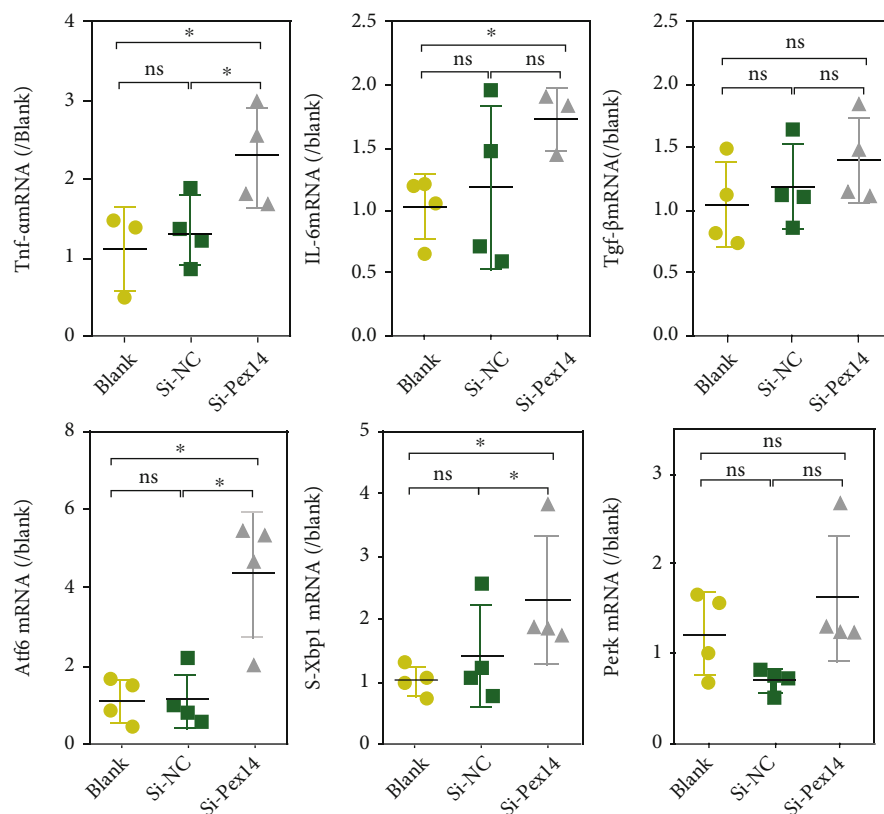 Tnf-αmRNA (/Blank)
4
3
2
1
0
*
ns
*
Blank
Si-NC
Si-Pex14
IL-6mRNA (/blank)
2.5
2.0
1.5
1.0
0.5
0.0
*
ns
ns
Blank
Si-NC
Si-Pex14
Tgf-βmRNA(/blank)
2.5
2.0
1.5
1.0
0.5
0.0
ns
ns
ns
Blank
Si-NC
Si-Pex14
Atf6 mRNA (/blank)
8
6
4
2
0
*
ns
*
Blank
Si-NC
Si-Pex14
S-Xbp1 mRNA (/blank)
5
4
3
2
1
0
*
ns
*
Blank
Si-NC
Si-Pex14
Perk mRNA (/blank)
3
2
1
0
ns
ns
ns
Blank
Si-NC
Si-Pex14